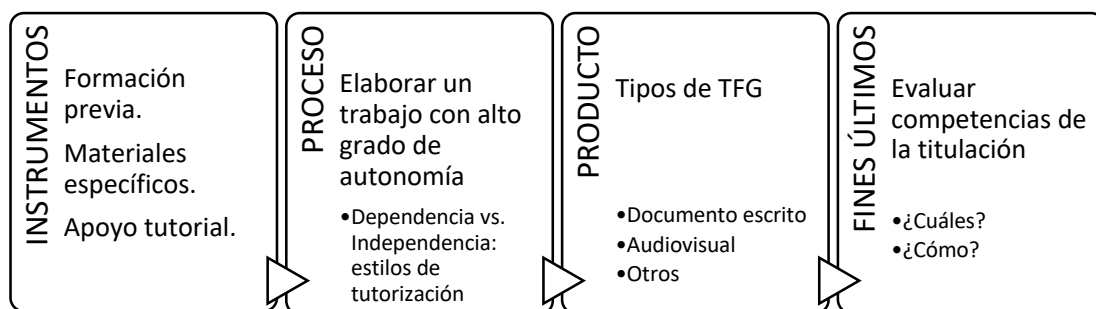 INSTRUMENTOS
Formación
previa.
Materiales
específicos.
Apoyo tutorial.
PROCESO
Elaborar un
trabajo con alto
grado de
autonomía
•Dependencia vs.
Independencia:
estilos de
tutorización
PRODUCTO
Tipos de TFG
•Documento escrito
•Audiovisual
•Otros
FINES ÚLTIMOS
Evaluar
competencias de
la titulación
•¿Cuáles?
•¿Cómo?